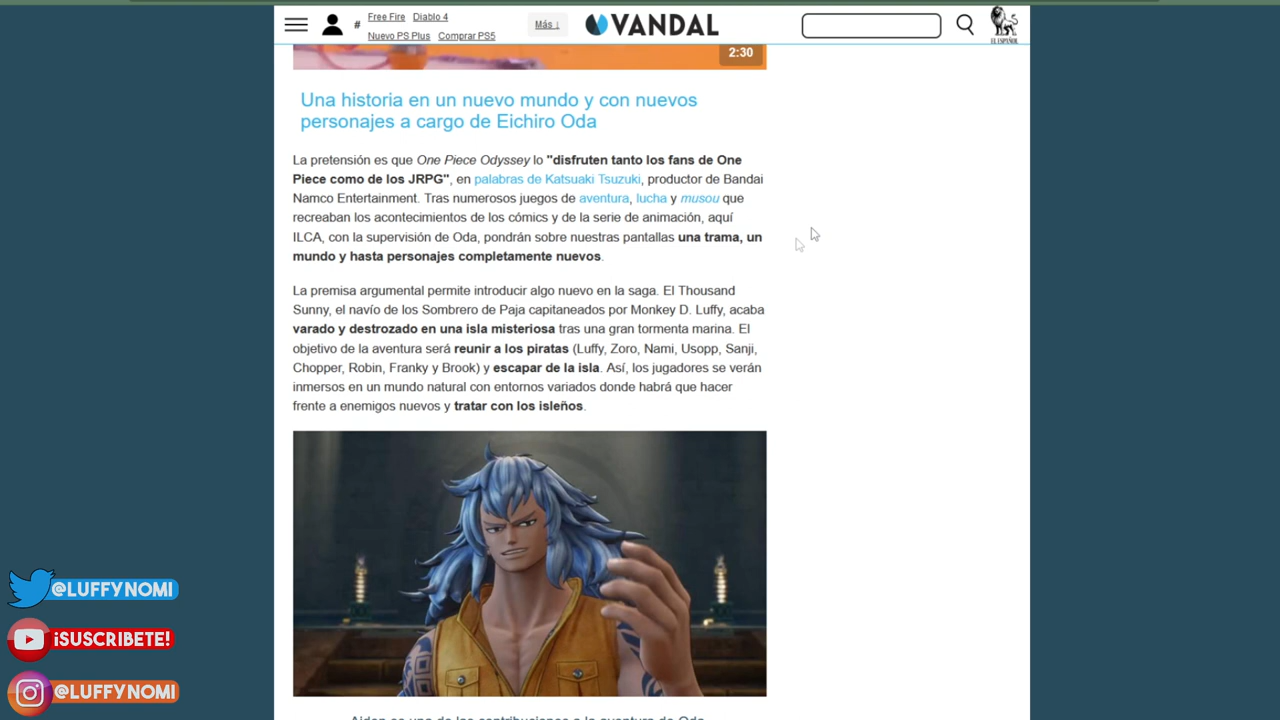 # Free Fire Diablo 4
Nuevo PS Plus Comprar PS5
Más ↓
VANDAL
EL ESPAÑOL
2:30
Una historia en un nuevo mundo y con nuevos
personajes a cargo de Eichiro Oda
La pretensión es que One Piece Odyssey lo "disfruten tanto los fans de One
Piece como de los JRPG", en palabras de Katsuaki Tsuzuki, productor de Bandai
Namco Entertainment. Tras numerosos juegos de aventura, lucha y musou que
recreaban los acontecimientos de los cómics y de la serie de animación, aquí
ILCA, con la supervisión de Oda, pondrán sobre nuestras pantallas una trama, un
mundo y hasta personajes completamente nuevos.
La premisa argumental permite introducir algo nuevo en la saga. El Thousand
Sunny, el navío de los Sombrero de Paja capitaneados por Monkey D. Luffy, acaba
varado y destrozado en una isla misteriosa tras una gran tormenta marina. El
objetivo de la aventura será reunir a los piratas (Luffy, Zoro, Nami, Usopp, Sanji,
Chopper, Robin, Franky y Brook) y escapar de la isla. Así, los jugadores se verán
inmersos en un mundo natural con entornos variados donde habrá que hacer
frente a enemigos nuevos y tratar con los isleños.
@LUFFYNOMI
¡SUSCRIBETE!
@LUFFYNOMI